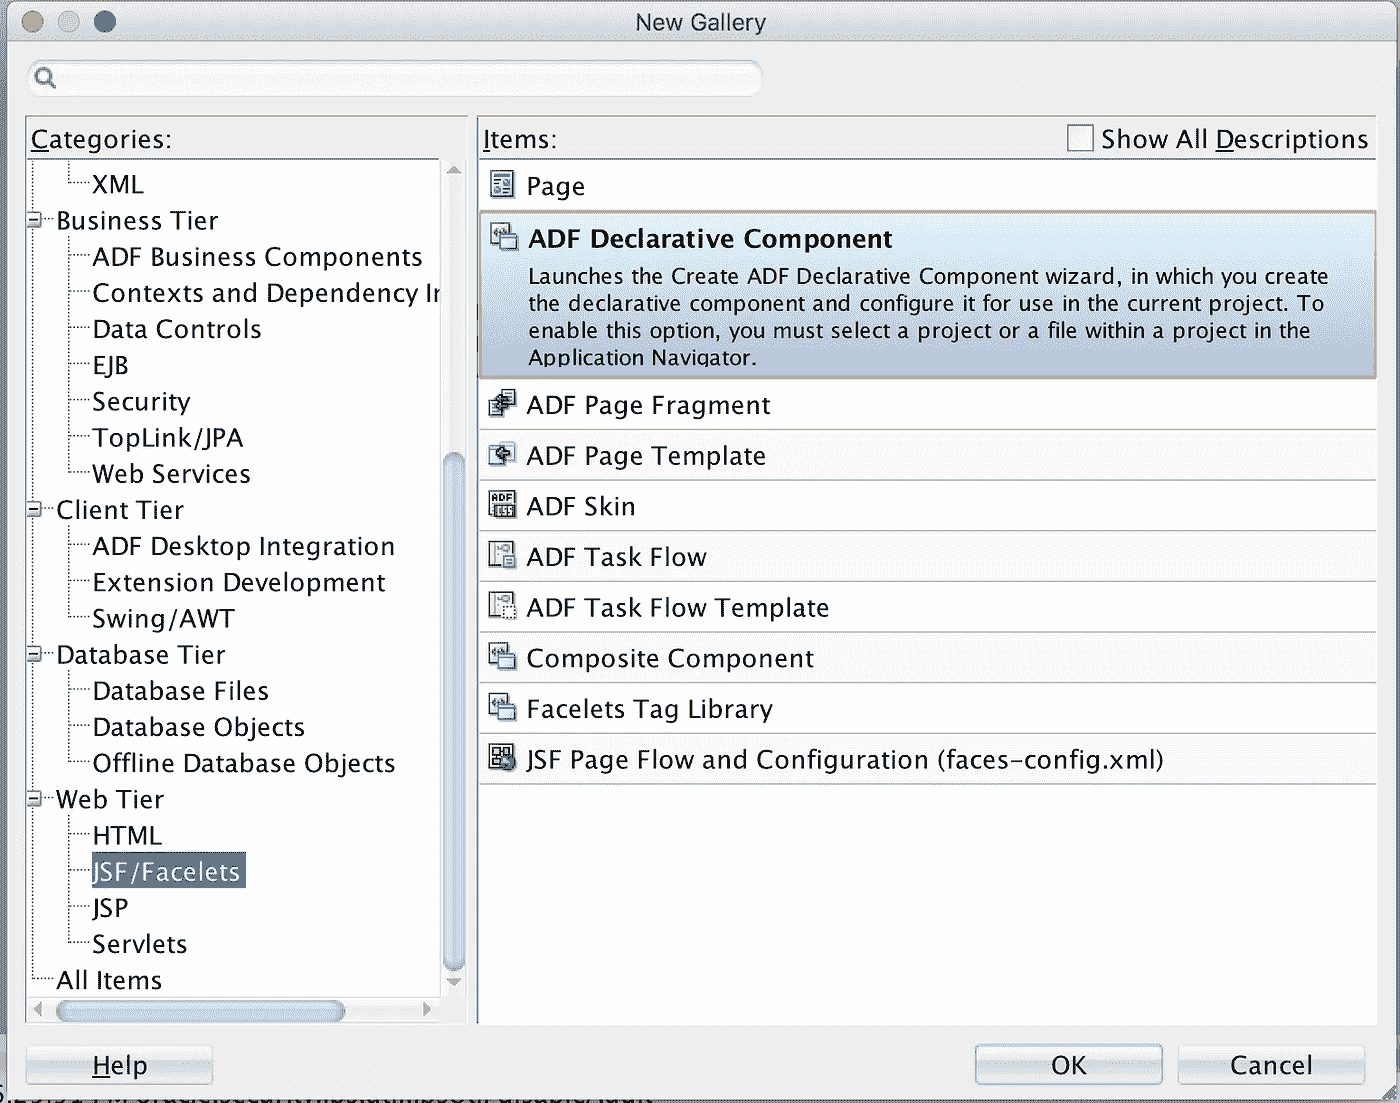 New Gallery
Categories:
XML
Business Tier
ADF Business Components
Contexts and Dependency In
Data Controls
EJB
Security
TopLink/JPA
Web Services
Client Tier
ADF Desktop Integration
Extension Development
Swing/AWT
Database Tier
Database Files
Database Objects
Offline Database Objects
Web Tier
HTML
JSF/Facelets
JSP
Servlets
All Items
Items:
Show All Descriptions
Page
ADF Declarative Component
Launches the Create ADF Declarative Component wizard, in which you create
the declarative component and configure it for use in the current project. To
enable this option, you must select a project or a file within a project in the
Application Navigator.
ADF Page Fragment
ADF Page Template
ADF Skin
ADF Task Flow
ADF Task Flow Template
Composite Component
Facelets Tag Library
JSF Page Flow and Configuration (faces-config.xml)
Help
OK
Cancel